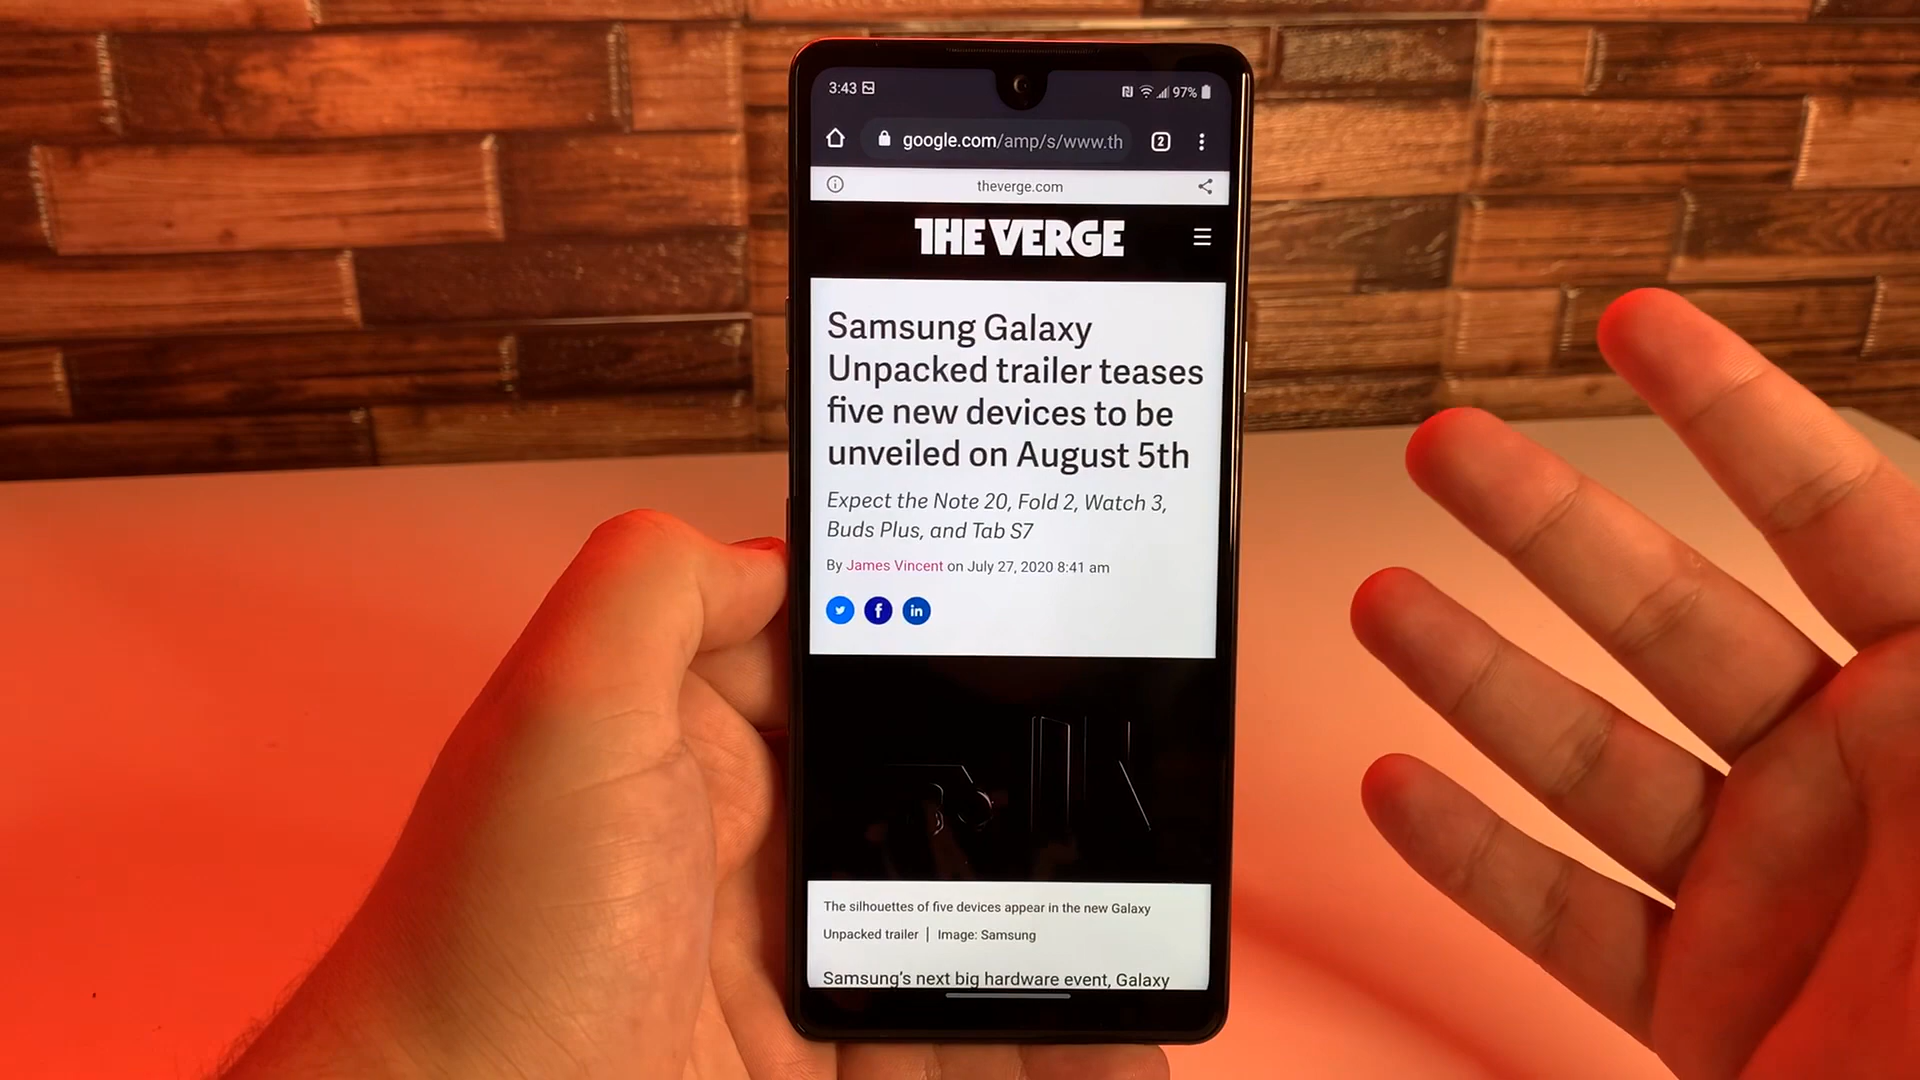 3:43 97%
google.com/amp/s/www.th 2
theverge.com
THE VERGE
Samsung Galaxy
Unpacked trailer teases
five new devices to be
unveiled on August 5th
Expect the Note 20, Fold 2, Watch 3,
Buds Plus, and Tab S7
By James Vincent on July 27, 2020 8:41 am
f in
The silhouettes of five devices appear in the new Galaxy
Unpacked trailer | Image: Samsung
Samsung's next big hardware event, Galaxy